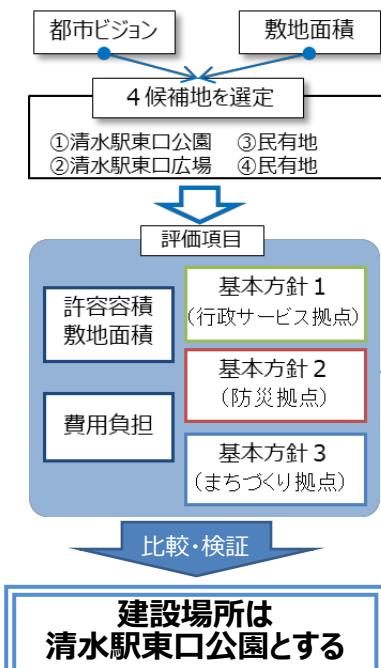 都市ビジョン
敷地面積
４候補地を選定
①清水駅東口公園 ③民有地
②清水駅東口広場 ④民有地
評価項目
許容容積
敷地面積
費用負担
基本方針１
（行政サービス拠点）
基本方針２
（防災拠点）
基本方針３
（まちづくり拠点）
比較・検証
建設場所は
清水駅東口公園とする